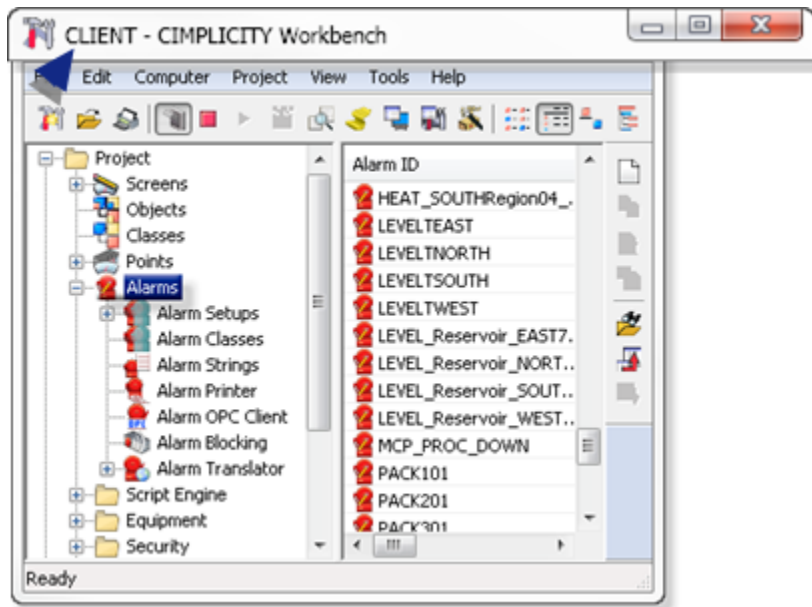 CLIENT - CIMPLICITY Workbench
Edit Computer Project View Tools Help
Project
Screens
Objects
Classes
Points
Alarms
Alarm Setups
Alarm Classes
Alarm Strings
Alarm Printer
OPC
Alarm OPC Client
Alarm Blocking
Alarm Translator
Script Engine
Equipment
Security
Alarm ID
HEAT_SOUTHRegion04_.
LEVELTEAST
LEVELTNORTH
LEVELTSOUTH
LEVELTWEST
LEVEL_Reservoir_EAST7.
LEVEL_Reservoir_NORT..
LEVEL_Reservoir_SOUT..
LEVEL_Reservoir_WEST..
MCP_PROC_DOWN
PACK101
PACK201
PACK301
Ready